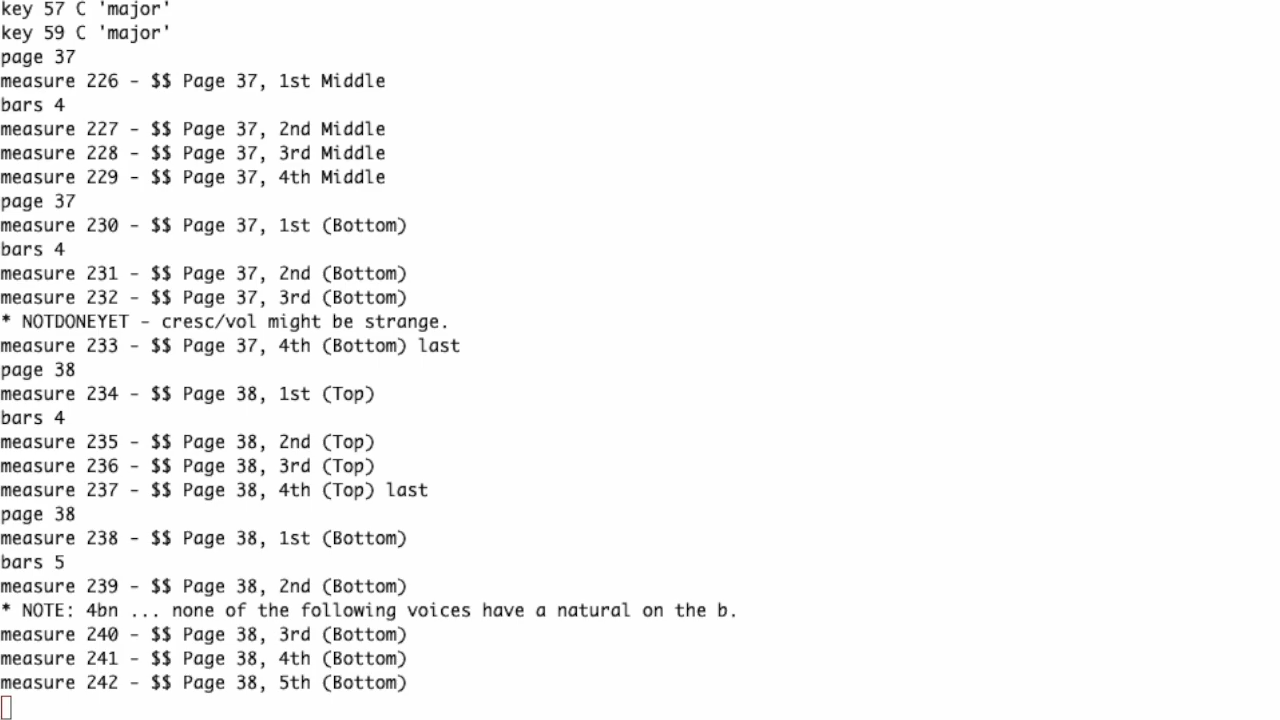 key 57 C 'major'
key 59 C 'major'
page 37
measure 226 - $$ Page 37, 1st Middle
bars 4
measure 227 - $$ Page 37, 2nd Middle
measure 228 - $$ Page 37, 3rd Middle
measure 229 - $$ Page 37, 4th Middle
page 37
measure 230 - $$ Page 37, 1st (Bottom)
bars 4
measure 231 - $$ Page 37, 2nd (Bottom)
measure 232 - $$ Page 37, 3rd (Bottom)
* NOTDONEYET - cresc/vol might be strange.
measure 233 - $$ Page 37, 4th (Bottom) last
page 38
measure 234 - $$ Page 38, 1st (Top)
bars 4
measure 235 - $$ Page 38, 2nd (Top)
measure 236 - $$ Page 38, 3rd (Top)
measure 237 - $$ Page 38, 4th (Top) last
page 38
measure 238 - $$ Page 38, 1st (Bottom)
bars 5
measure 239 - $$ Page 38, 2nd (Bottom)
* NOTE: 4bn ... none of the following voices have a natural on the b.
measure 240 - $$ Page 38, 3rd (Bottom)
measure 241 - $$ Page 38, 4th (Bottom)
measure 242 - $$ Page 38, 5th (Bottom)